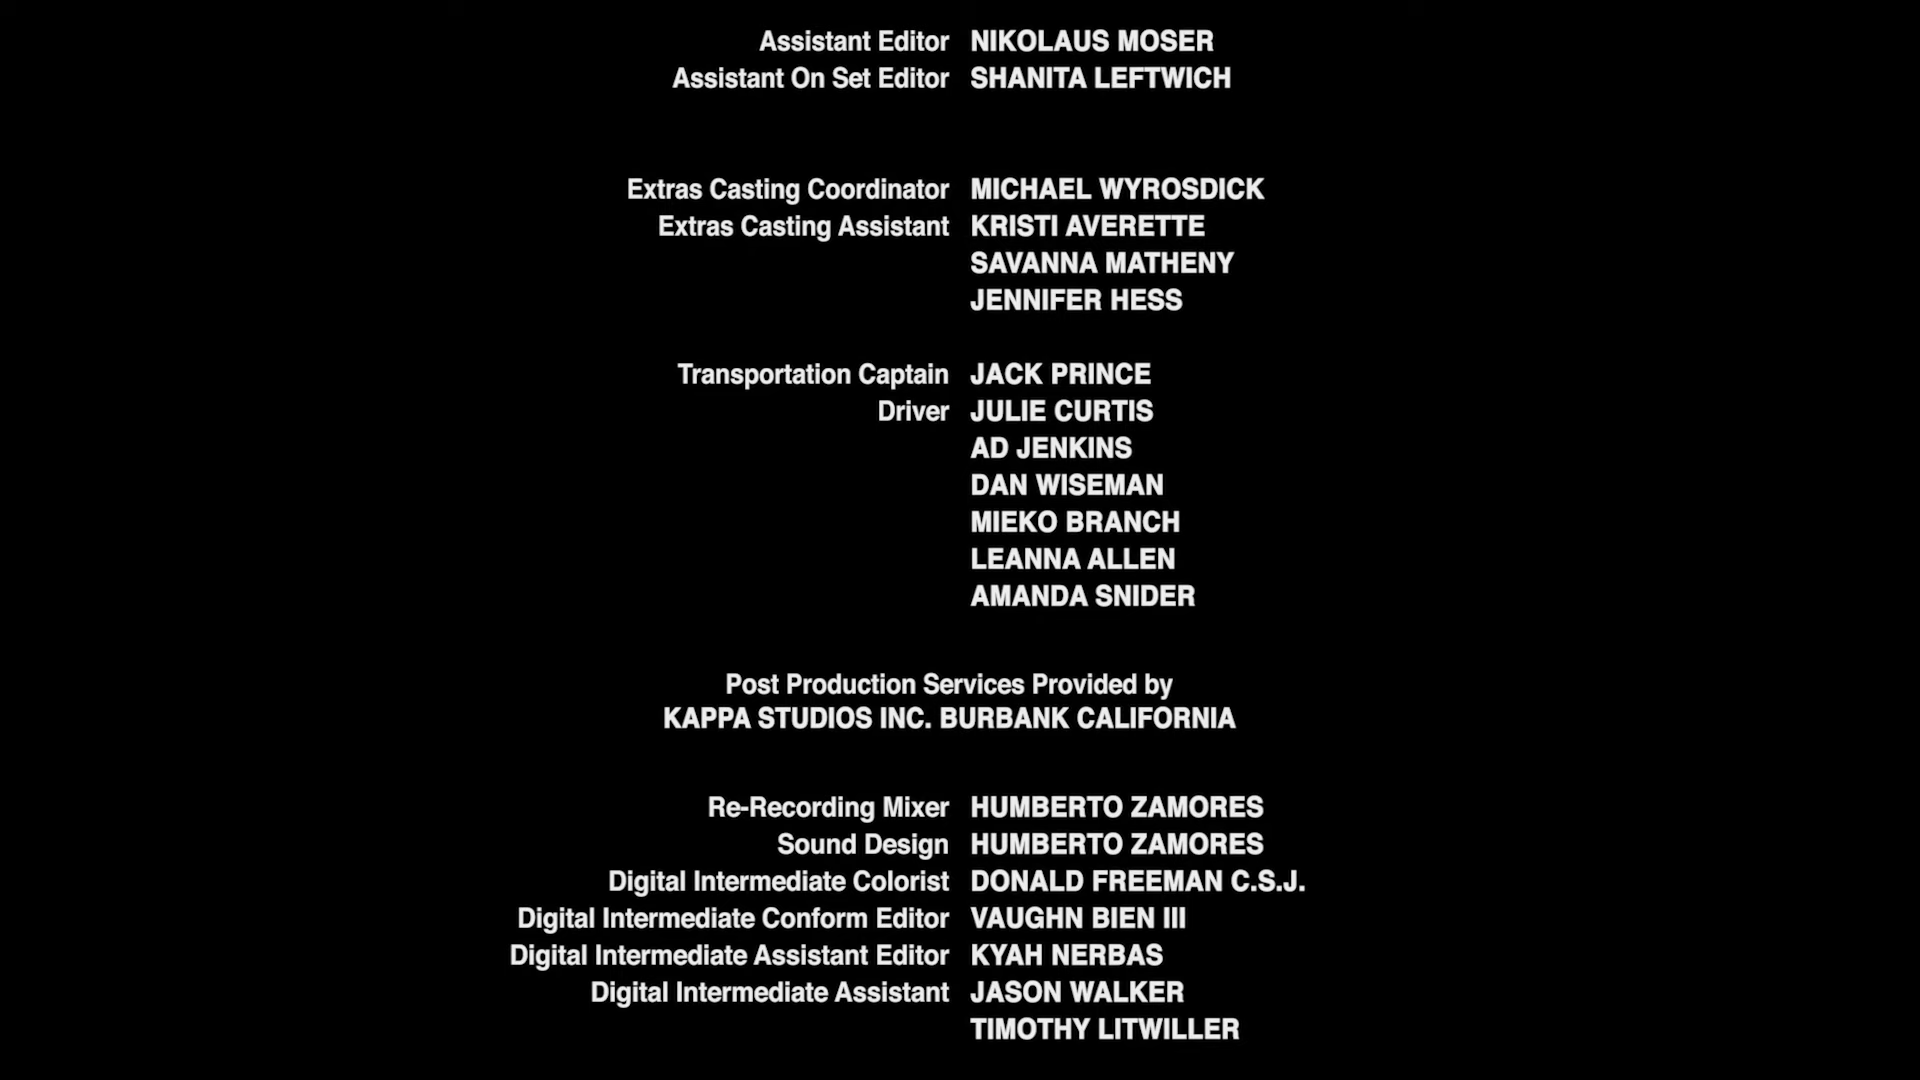 Assistant Editor NIKOLAUS MOSER
Assistant On Set Editor SHANITA LEFTWICH
Extras Casting Coordinator MICHAEL WYROSDICK
Extras Casting Assistant KRISTI AVERETTE
SAVANNA MATHENY
JENNIFER HESS
Transportation Captain JACK PRINCE
Driver JULIE CURTIS
AD JENKINS
DAN WISEMAN
MIEKO BRANCH
LEANNA ALLEN
AMANDA SNIDER
Post Production Services Provided by
KAPPA STUDIOS INC. BURBANK CALIFORNIA
Re-Recording Mixer HUMBERTO ZAMORES
Sound Design HUMBERTO ZAMORES
Digital Intermediate Colorist DONALD FREEMAN C.S.J.
Digital Intermediate Conform Editor VAUGHN BIEN III
Digital Intermediate Assistant Editor KYAH NERBAS
Digital Intermediate Assistant JASON WALKER
TIMOTHY LITWILLER